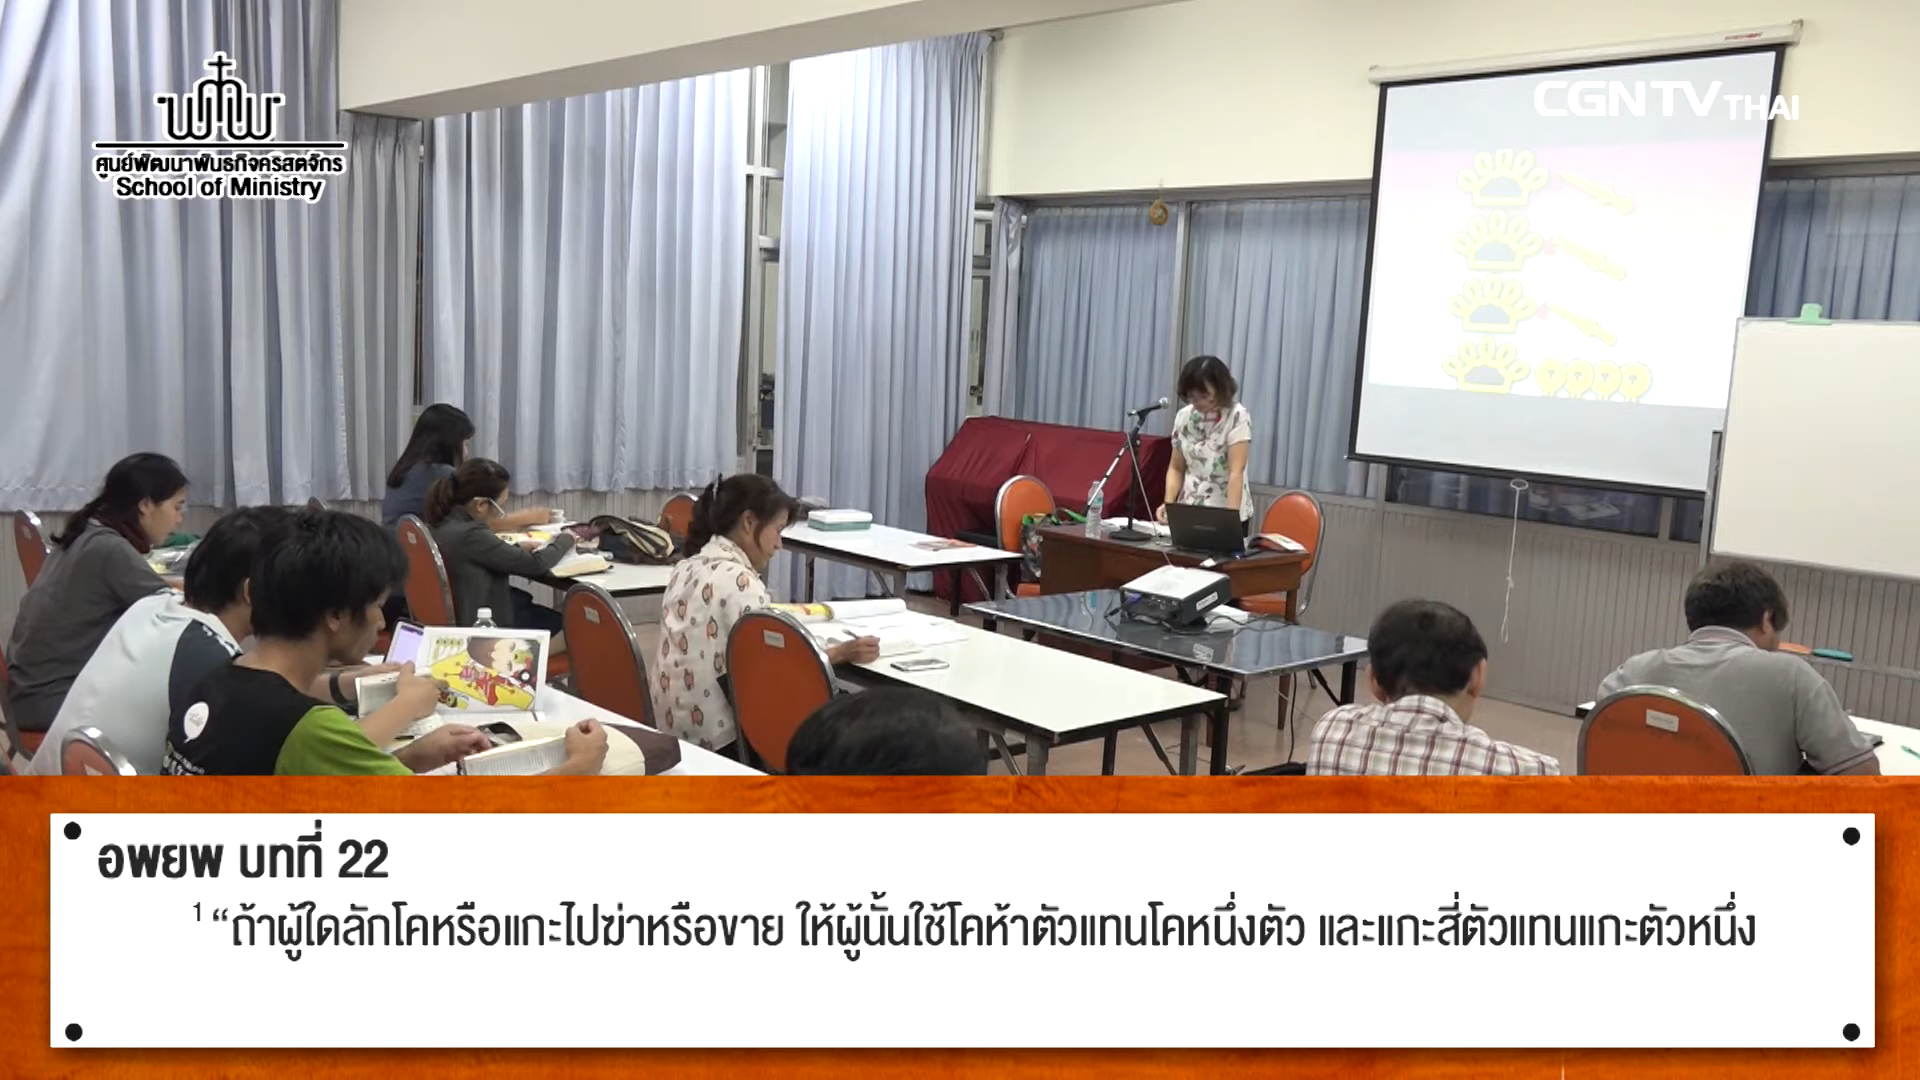 ศูนย์พัฒนาพันธกิจคริสตจักร
School of Ministry
CGNTV THAI
อพยพ บทที่ 22
1 “ถ้าผู้ใดลักโคหรือแกะไปฆ่าหรือขาย ให้ผู้นั้นใช้โคห้าตัวแทนโคหนึ่งตัว และแกะสี่ตัวแทนแกะตัวหนึ่ง